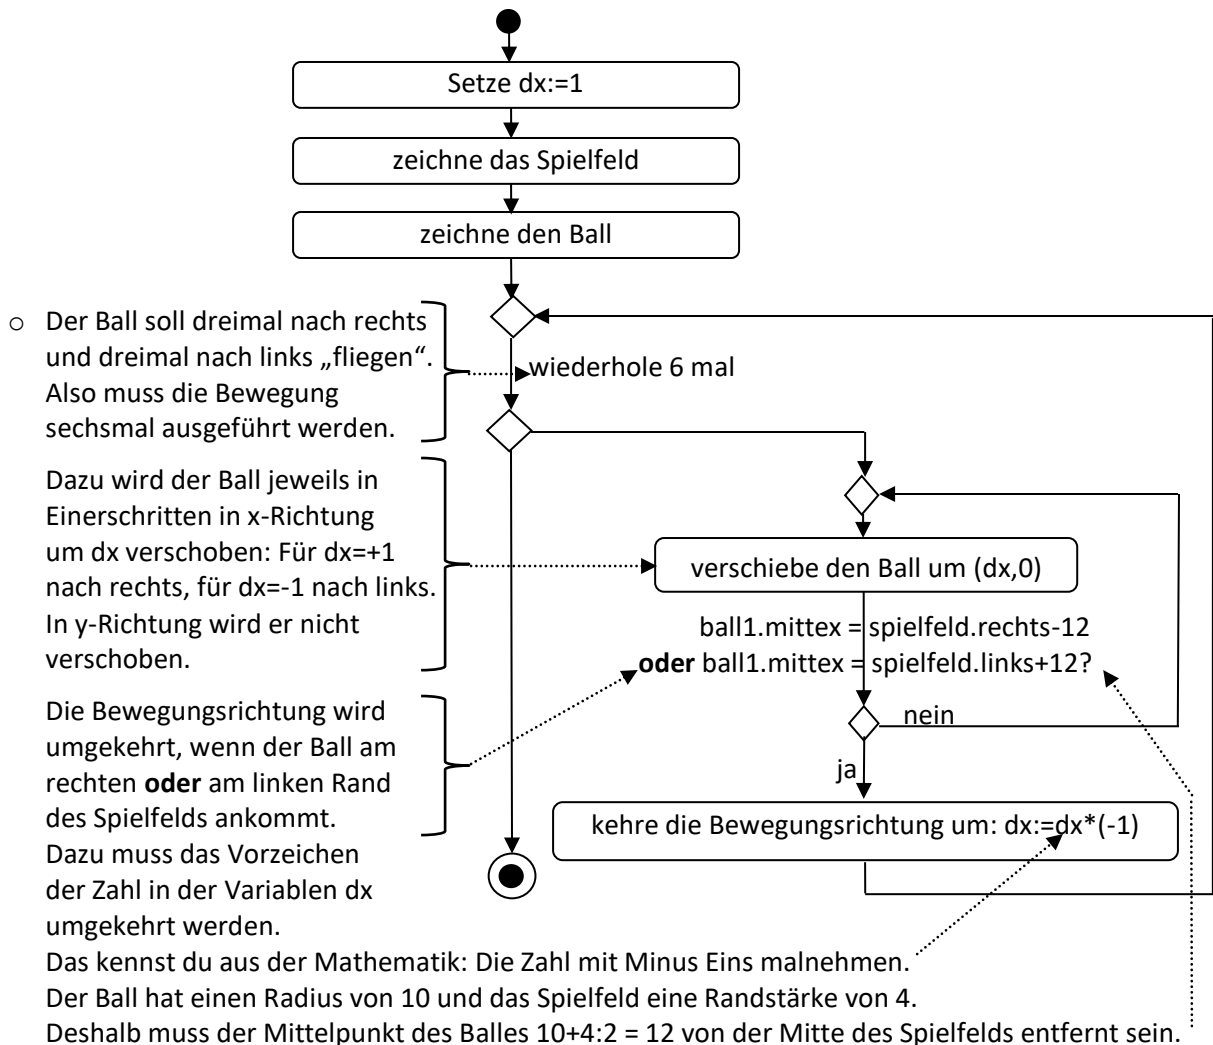 Setze dx:=1
zeichne das Spielfeld
zeichne den Ball
○ Der Ball soll dreimal nach rechts
und dreimal nach links „fliegen“.
Also muss die Bewegung
sechsmal ausgeführt werden.
wiederhole 6 mal
Dazu wird der Ball jeweils in
Einerschritten in x-Richtung
um dx verschoben: Für dx=+1
nach rechts, für dx=-1 nach links.
In y-Richtung wird er nicht
verschoben.
verschiebe den Ball um (dx,0)
ball1.mittex = spielfeld.rechts-12
oder ball1.mittex = spielfeld.links+12?
nein
ja
Die Bewegungsrichtung wird
umgekehrt, wenn der Ball am
rechten oder am linken Rand
des Spielfelds ankommt.
Dazu muss das Vorzeichen
der Zahl in der Variablen dx
umgekehrt werden.
kehre die Bewegungsrichtung um: dx:=dx*(-1)
Das kennst du aus der Mathematik: Die Zahl mit Minus Eins malnehmen.
Der Ball hat einen Radius von 10 und das Spielfeld eine Randstärke von 4.
Deshalb muss der Mittelpunkt des Balles 10+4:2 = 12 von der Mitte des Spielfelds entfernt sein.